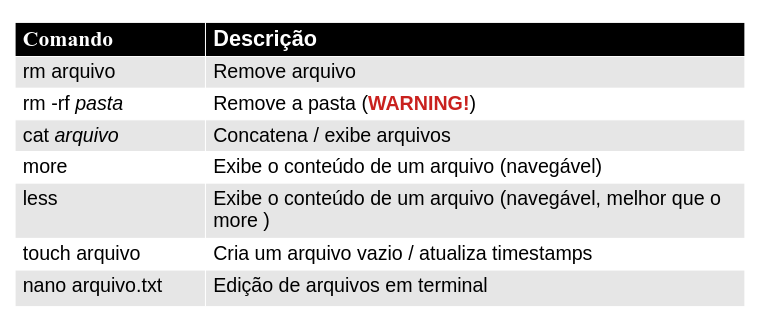 Comando Descrição
rm arquivo Remove arquivo
rm -rf pasta Remove a pasta (WARNING!)
cat arquivo Concatena / exibe arquivos
more Exibe o conteúdo de um arquivo (navegável)
less Exibe o conteúdo de um arquivo (navegável, melhor que o
more )
touch arquivo Cria um arquivo vazio / atualiza timestamps
nano arquivo.txt Edição de arquivos em terminal